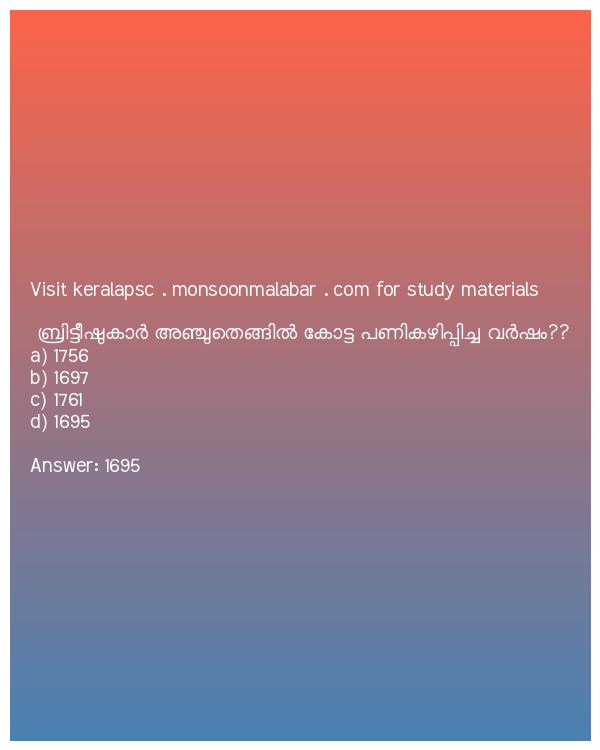 Visit keralapsc . monsoonmalabar . com for study materials
ബ്രിട്ടീഷുകാർ അഞ്ചുതെങ്ങിൽ കോട്ട പണികഴിപ്പിച്ച വർഷം??
a) 1756
b) 1697
c) 1761
d) 1695
Answer: 1695